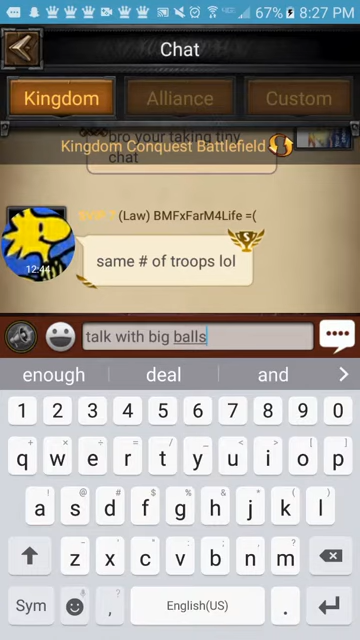 67% 8:27 PM
Chat
Kingdom Alliance Custom
bro your taking tiny
chat
Kingdom Conquest Battlefield
(Law) BMFxFarM4Life =(
5
same # of troops lol
12:44
talk with big balls
enough deal and
1 2 3 4 5 6 7 8 9 0
q w e r t y u i o p
a s d f g h j k l
z x c v b n m
Sym , English(US) .